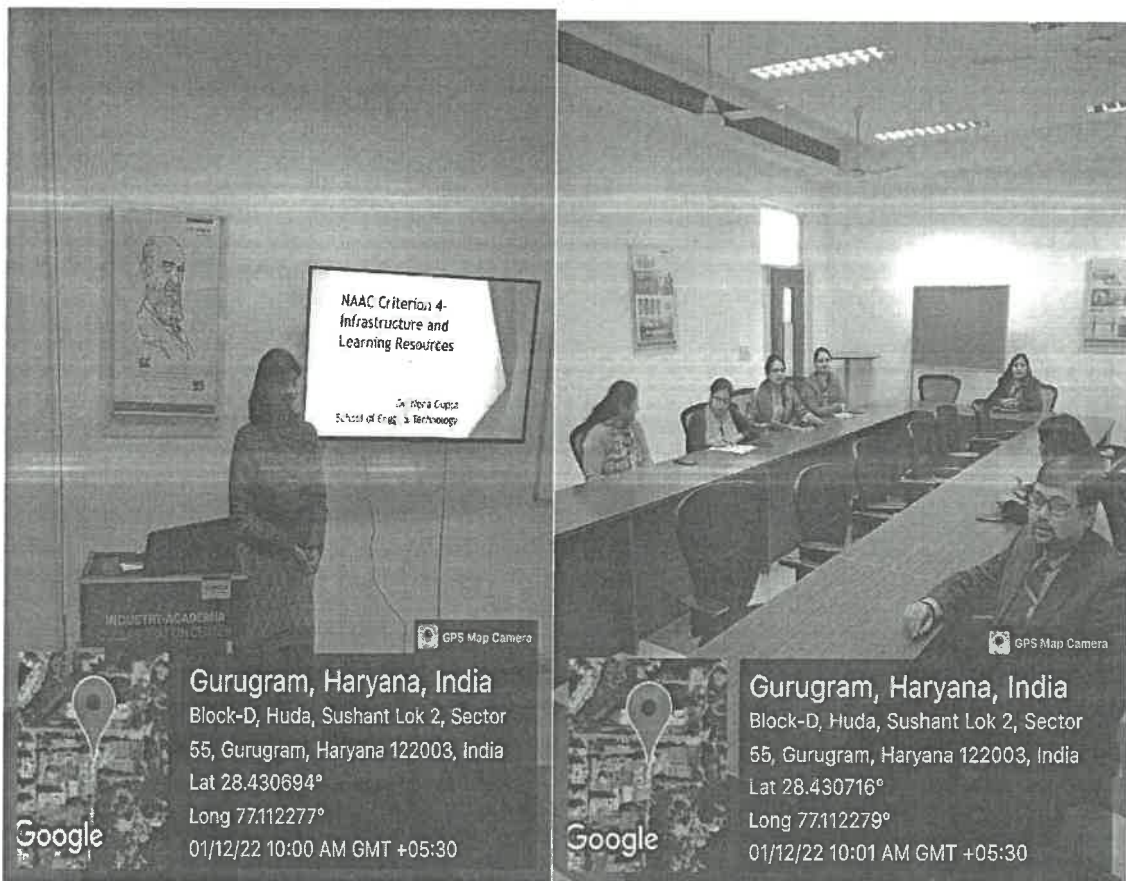 NAAC Criterion 4-
Infrastructure and
Learning Resources
School of Engg. & Technology
INDUSTRY-ACADEMIA
GPS Map Camera
Gurugram, Haryana, India
Block-D, Huda, Sushant Lok 2, Sector
55, Gurugram, Haryana 122003, India
Lat 28.430694°
Long 77.112277°
01/12/22 10:00 AM GMT +05:30
Google
GPS Map Camera
Gurugram, Haryana, India
Block-D, Huda, Sushant Lok 2, Sector
55, Gurugram, Haryana 122003, India
Lat 28.430716°
Long 77.112279°
01/12/22 10:01 AM GMT +05:30
Google